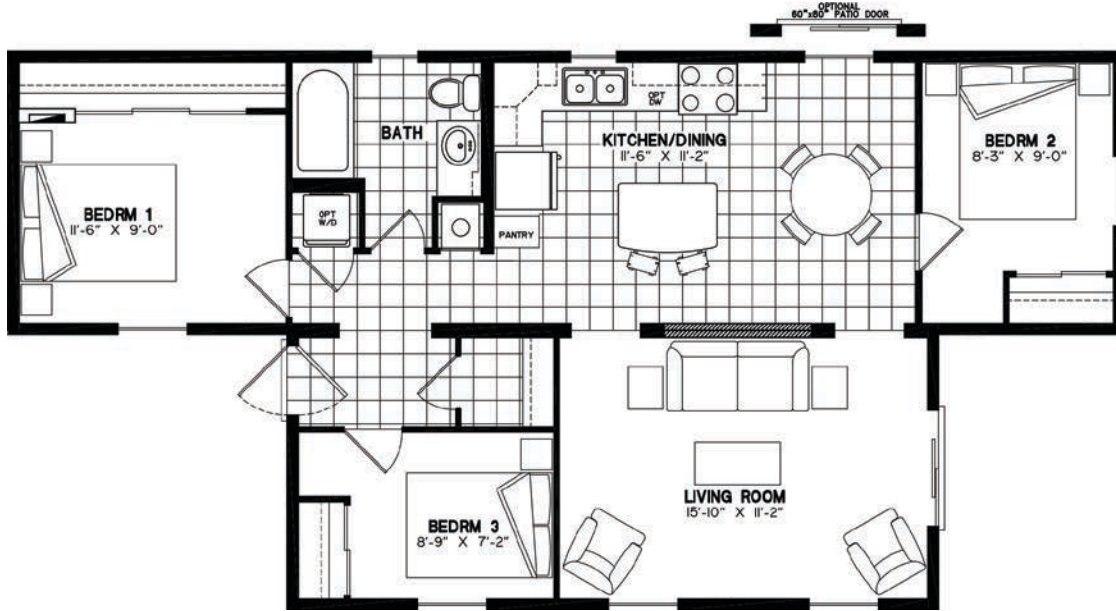 OPTIONAL
60"x80" PATIO DOOR
BATH
OPT
DW
KITCHEN/DINING
11'-6" X 11'-2"
BEDRM 2
8'-3" X 9'-0"
BEDRM 1
11'-6" X 9'-0"
OPT
W/D
PANTRY
LIVING ROOM
15'-10" X 11'-2"
BEDRM 3
8'-9" X 7'-2"